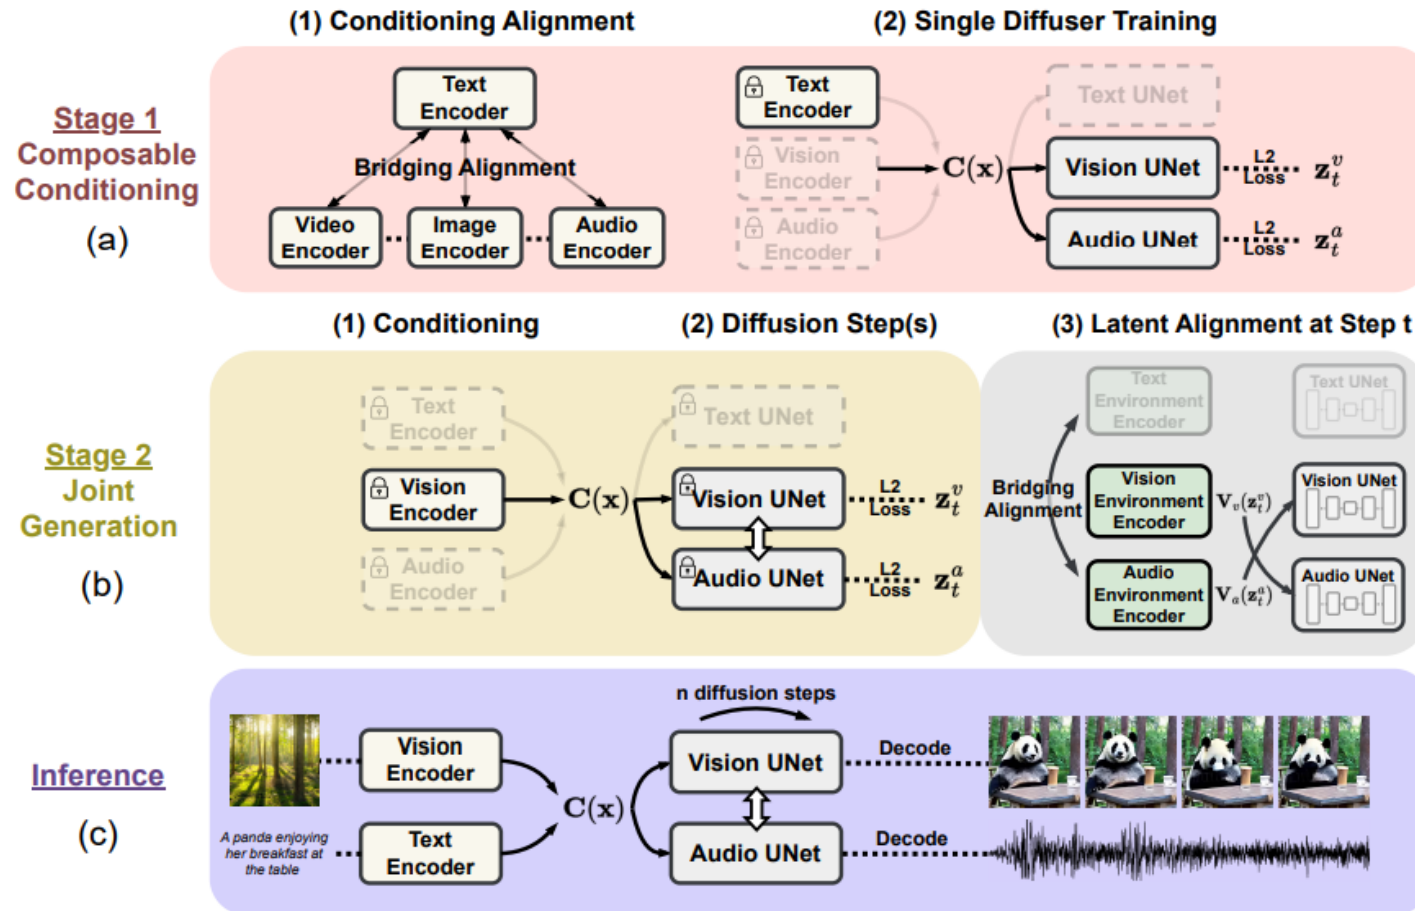 (1) Conditioning Alignment
(2) Single Diffuser Training
Stage 1
Composable
Conditioning
(a)
Text
Encoder
Bridging Alignment
Video
Encoder
Image
Encoder
Audio
Encoder
Text
Encoder
Vision
Encoder
Audio
Encoder
C(x)
Text UNet
Vision UNet
Audio UNet
L2
Loss
z_t^v
L2
Loss
z_t^a
(1) Conditioning
(2) Diffusion Step(s)
(3) Latent Alignment at Step t
Stage 2
Joint
Generation
(b)
Text
Encoder
Vision
Encoder
Audio
Encoder
C(x)
Text UNet
Vision UNet
Audio UNet
L2
Loss
z_t^v
L2
Loss
z_t^a
Bridging
Alignment
Text
Environment
Encoder
Vision
Environment
Encoder
Audio
Environment
Encoder
V_v(z_t^v)
V_a(z_t^a)
Text UNet
Vision UNet
Audio UNet
Inference
(c)
A panda enjoying
her breakfast at
the table
Vision
Encoder
Text
Encoder
C(x)
n diffusion steps
Vision UNet
Audio UNet
Decode
Decode